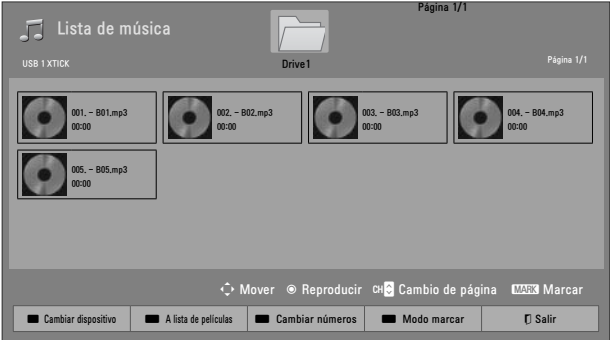 Página 1/1
Lista de música
USB 1 XTICK
Drive1
Página 1/1
001. - B01.mp3
00:00
002. - B02.mp3
00:00
003. - B03.mp3
00:00
004. - B04.mp3
00:00
005. - B05.mp3
00:00
Mover Reproducir CH Cambio de página MARK Marcar
Cambiar dispositivo A lista de películas Cambiar números Modo marcar Salir